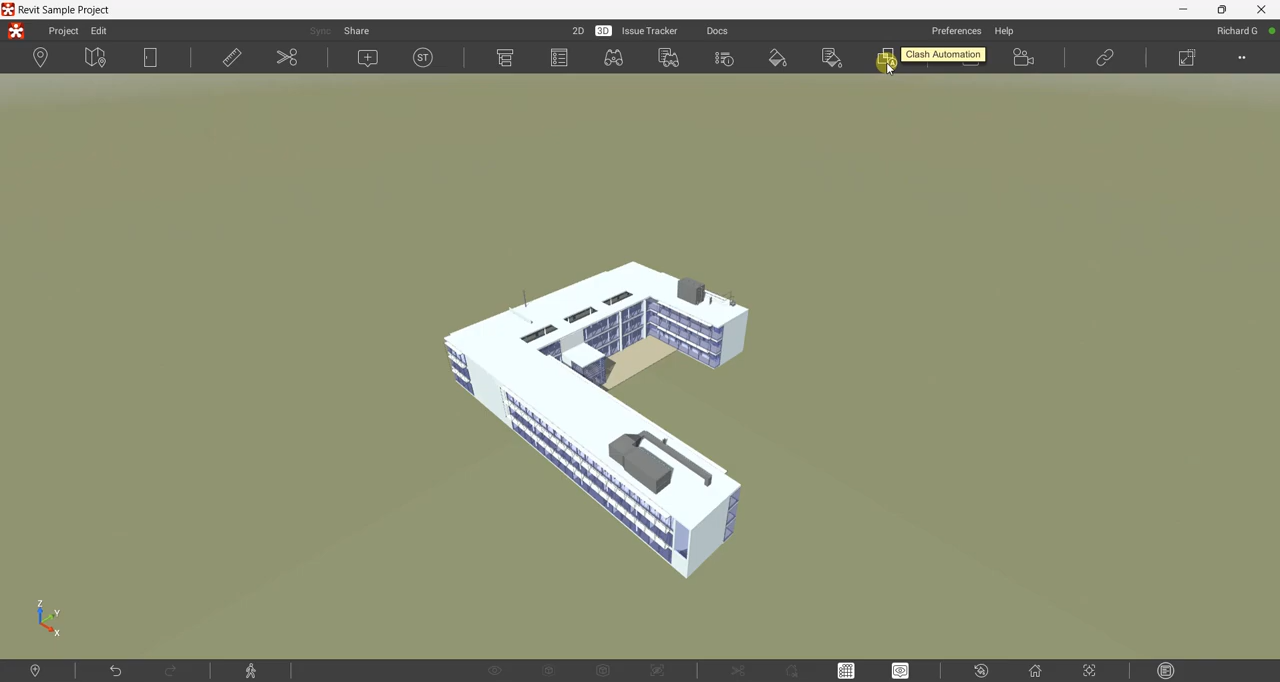 Revit Sample Project
Project Edit Sync Share 2D 3D Issue Tracker Docs Preferences Help Richard G
ST
Clash Automation
Z
Y
X